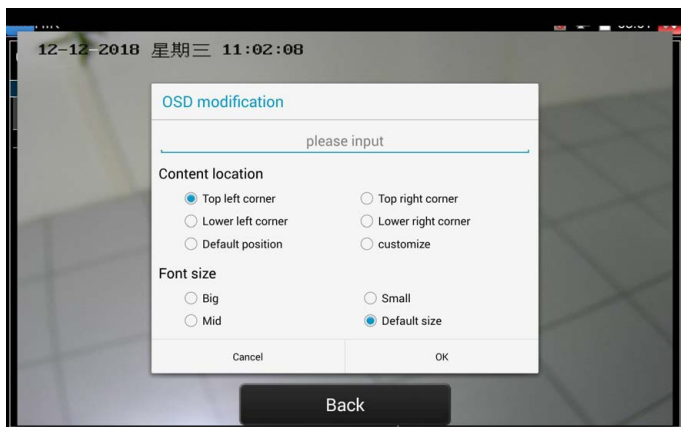 12-12-2018 星期三 11:02:08
OSD modification
please input
Content location
Top left corner
Top right corner
Lower left corner
Lower right corner
Default position
customize
Font size
Big
Small
Mid
Default size
Cancel
OK
Back